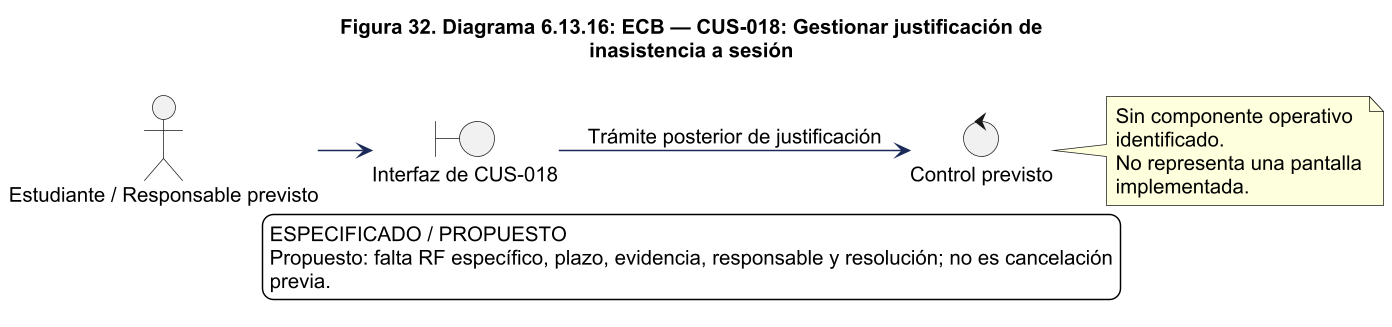 Figura 32. Diagrama 6.13.16: ECB — CUS-018: Gestionar justificación de
inasistencia a sesión
Estudiante / Responsable previsto
Interfaz de CUS-018
Trámite posterior de justificación
Control previsto
Sin componente operativo
identificado.
No representa una pantalla
implementada.
ESPECIFICADO / PROPUESTO
Propuesto: falta RF específico, plazo, evidencia, responsable y resolución; no es cancelación
previa.